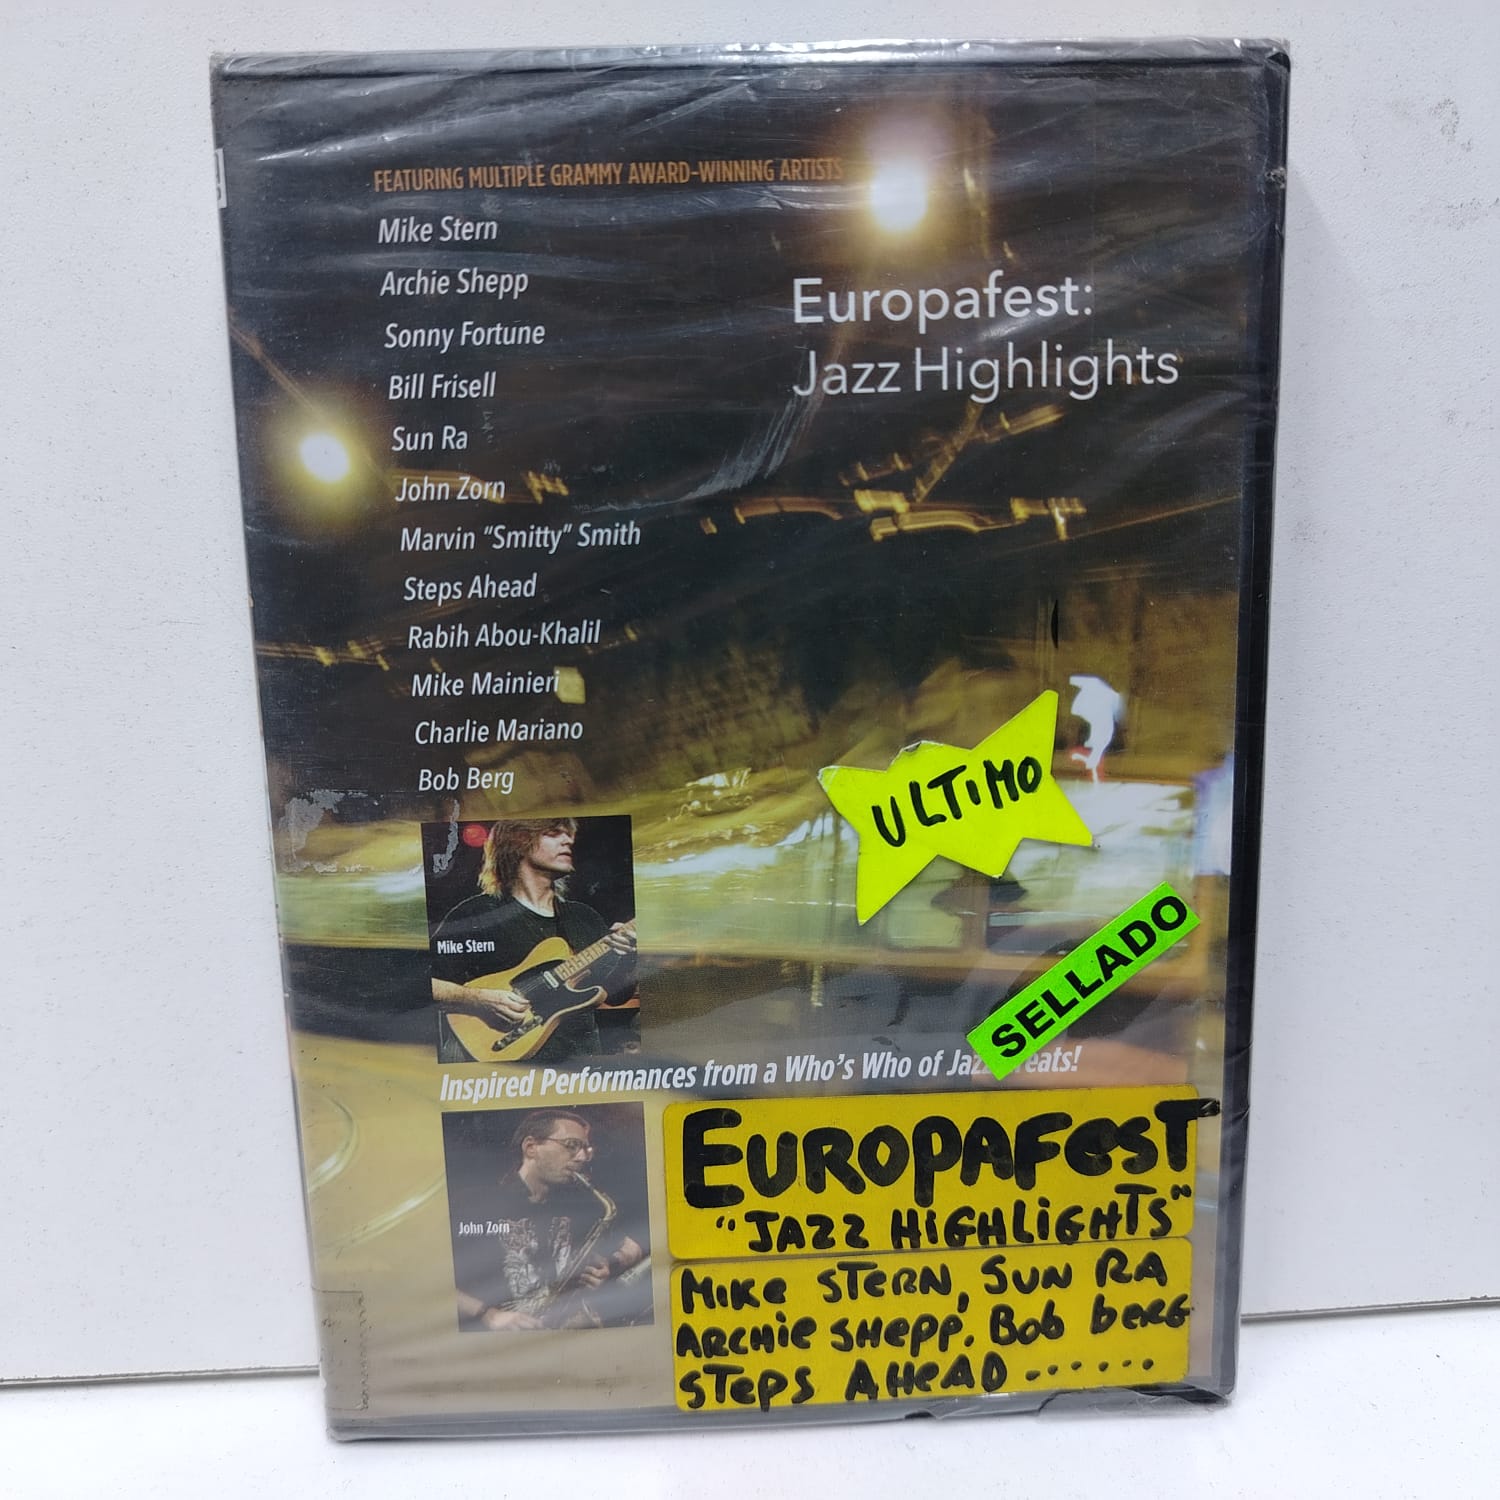 FEATURING MULTIPLE GRAMMY AWARD-WINNING ARTISTS
Mike Stern
Archie Shepp
Sonny Fortune
Bill Frisell
Sun Ra
John Zorn
Marvin "Smitty" Smith
Steps Ahead
Rabih Abou-Khalil
Mike Mainieri
Charlie Mariano
Bob Berg
Europafest:
Jazz Highlights
ULTIMO
SELLADO
Mike Stern
Inspired Performances from a Who's Who of Jazz
John Zorn
EUROPAFesT
"JAZZ HiGHLiGHTS"
MiKe STeRN, SUN RA
ARCHie SHepp. Bob beRG
STepS AHeAD ......